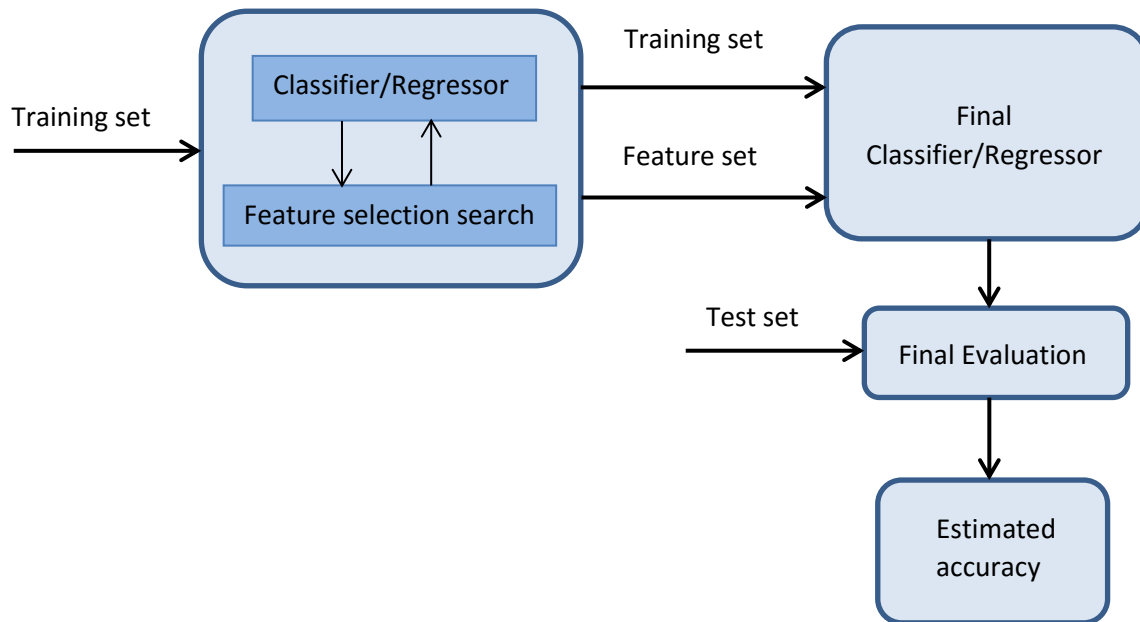 Training set
Classifier/Regressor
Feature selection search
Training set
Feature set
Final
Classifier/Regressor
Test set
Final Evaluation
Estimated
accuracy